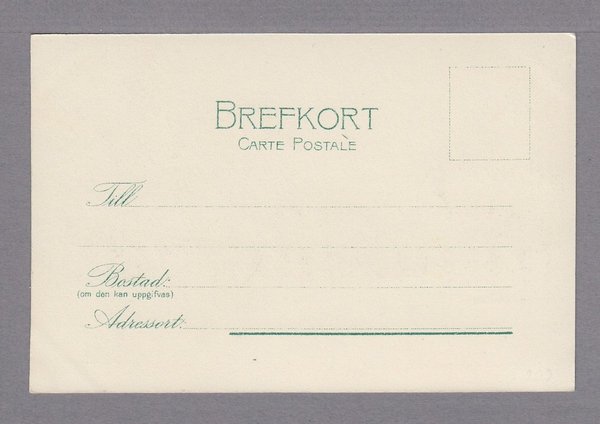 BREFKORT
CARTE POSTALE
Till
Bostad:
(om den kan uppgifvas)
Adressort: